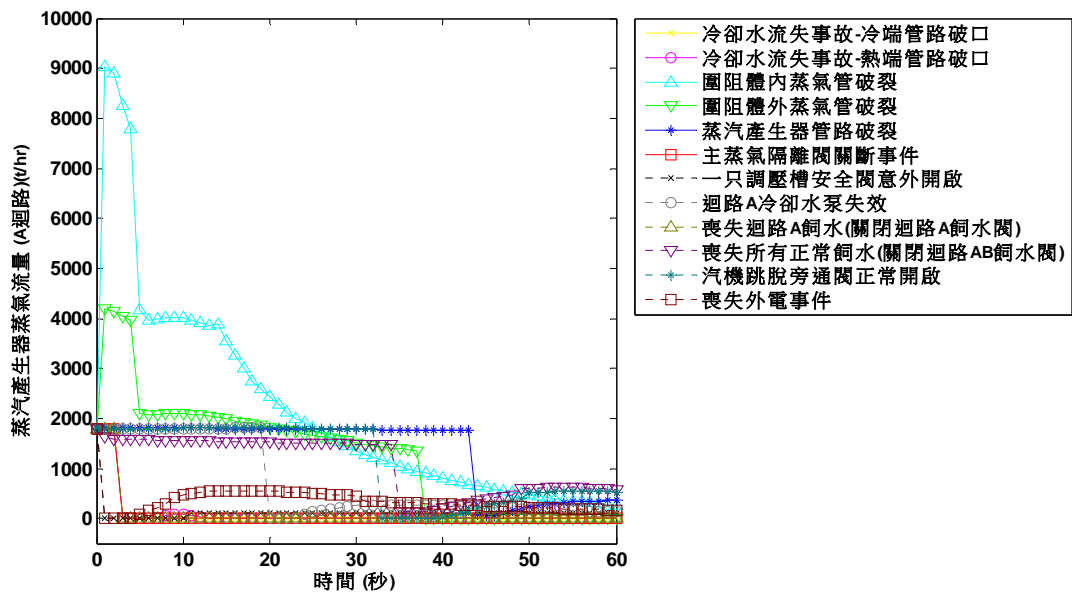 10000
9000
8000
7000
6000
5000
4000
3000
2000
1000
0
蒸汽產生器蒸氣流量 (A迴路)(t/hr)
0
10
20
30
40
50
60
時間 (秒)
冷卻水流失事故-冷端管路破口
冷卻水流失事故-熱端管路破口
圍阻體內蒸氣管破裂
圍阻體外蒸氣管破裂
蒸汽產生器管路破裂
主蒸氣隔離閥關斷事件
一只調壓槽安全閥意外開啟
迴路A冷卻水泵失效
喪失迴路A飼水(關閉迴路A飼水閥)
喪失所有正常飼水(關閉迴路AB飼水閥)
汽機跳脫旁通閥正常開啟
喪失外電事件